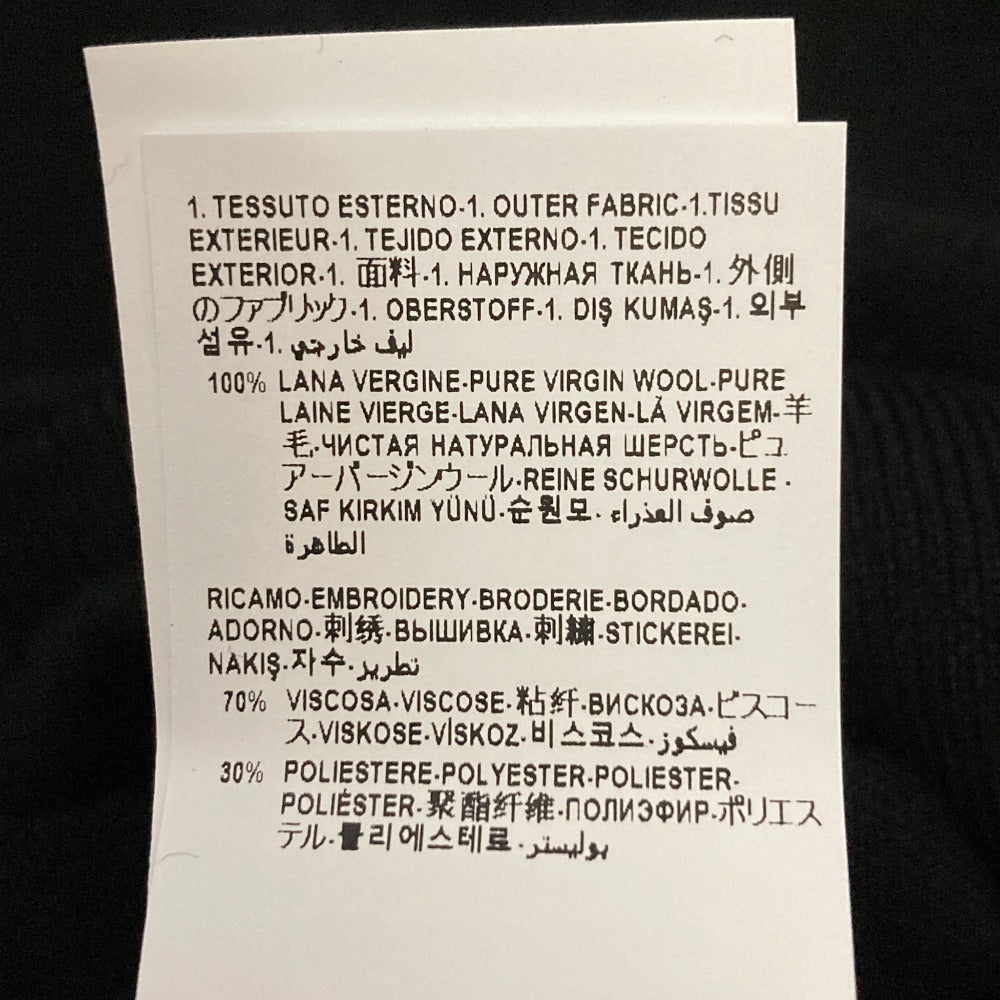 1. TESSUTO ESTERNO-1. OUTER FABRIC-1.TISSU
EXTERIEUR-1. TEJIDO EXTERNO-1. TECIDO
EXTERIOR-1. 面料-1. НАРУЖНАЯ ТКАНЬ-1. 外側
のファブリック-1. OBERSTOFF-1. DIŞ KUMAŞ-1. 외부
섬유-1. ليف خارجي
100% LANA VERGINE-PURE VIRGIN WOOL-PURE
LAINE VIERGE-LANA VIRGEN-LÃ VIRGEM-羊
毛-ЧИСТАЯ НАТУРАЛЬНАЯ ШЕРСТЬ-ピュ
アーバージンウール-REINE SCHURWOLLE -
SAF KIRKIM YÜNÜ-순원모- صوف العذراء
الطاهرة
RICAMO-EMBROIDERY-BRODERIE-BORDADO-
ADORNO-刺绣-ВЫШИВКА-刺繍-STICKEREI-
NAKIŞ-자수-تطريز
70% VISCOSA-VISCOSE-粘纤-ВИСКОЗА-ビスコー
ス-VISKOSE-VİSKOZ-비스코스-فيسكوز
30% POLIESTERE-POLYESTER-POLIESTER-
POLIÉSTER-聚酯纤维-ПОЛИЭФИР-ポリエス
テル-폴리에스테르-بوليستر